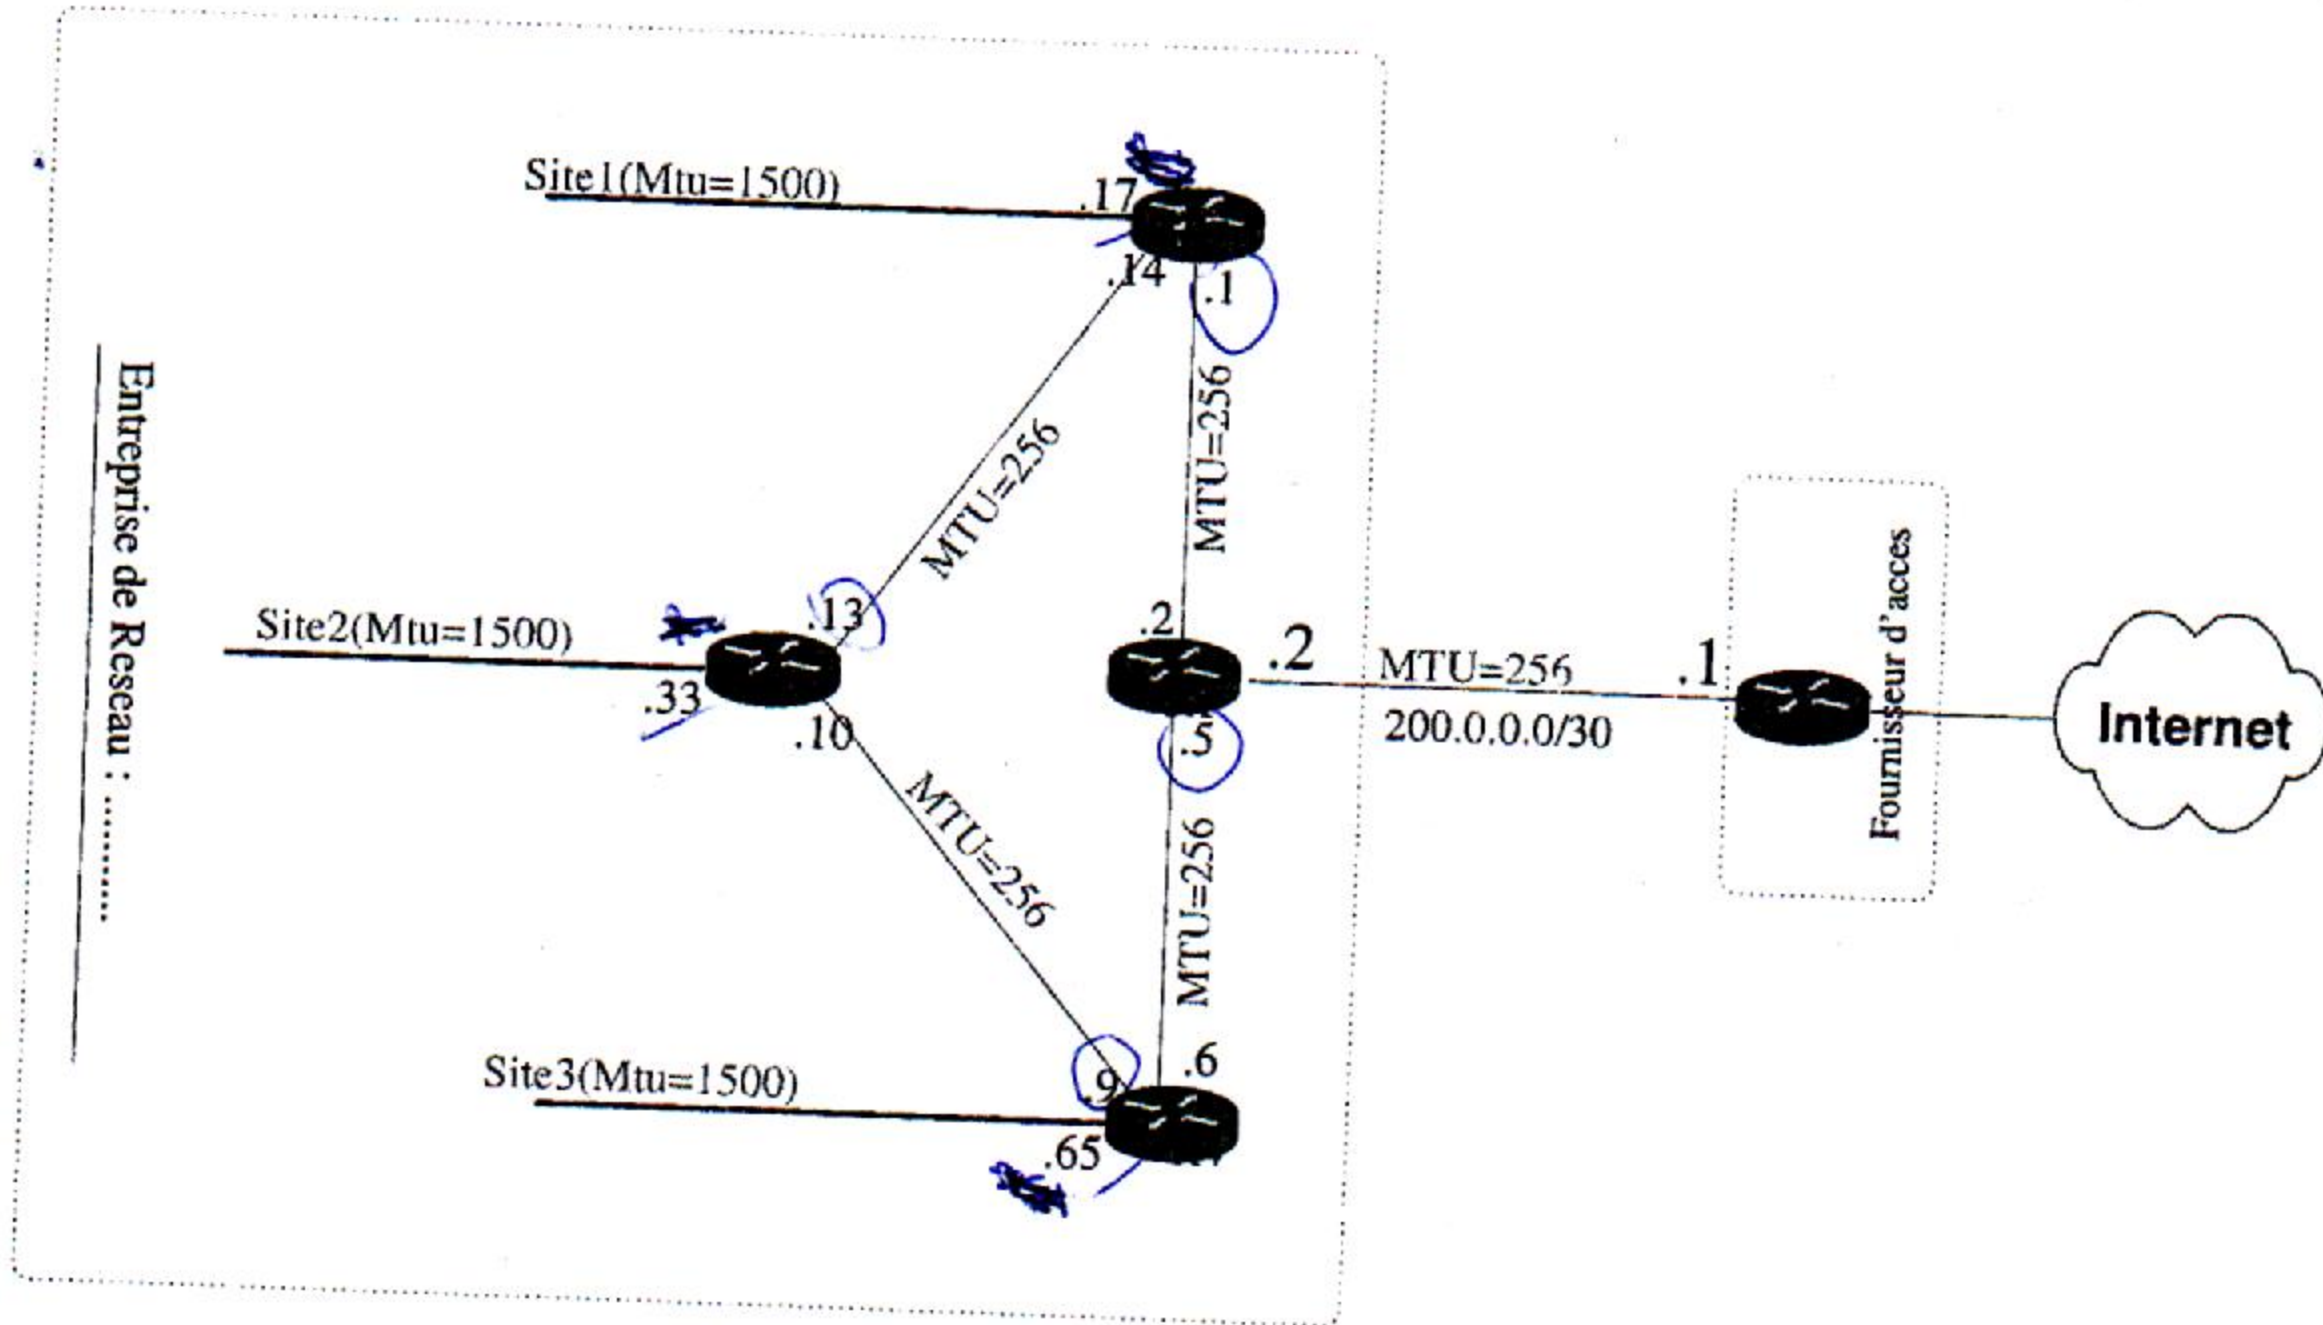 Site1(Mtu=1500)
.17
.14
.1
MTU=256
MTU=256
Entreprise de Reseau : ...........
Site2(Mtu=1500)
.13
.33
.10
.2
.2
MTU=256
.1
200.0.0.0/30
.5
Fournisseur d'acces
Internet
MTU=256
MTU=256
Site3(Mtu=1500)
.9
.6
.65